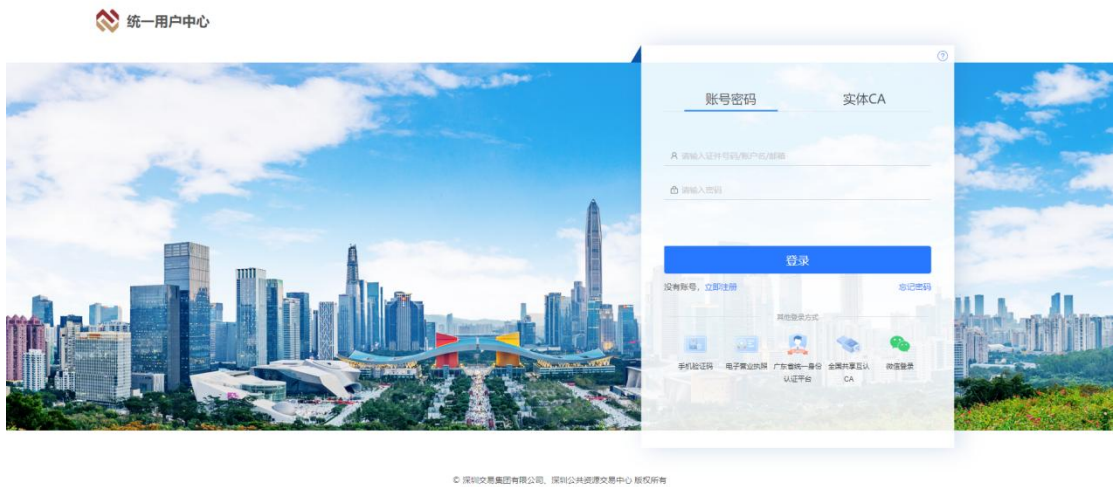 统一用户中心
账号密码
实体CA
请输入证件号码/账户名/邮箱
请输入密码
登录
没有账号，立即注册
忘记密码
其他登录方式
手机验证码
电子营业执照
广东省统一身份
认证平台
全国共享互认
CA
微信登录
© 深圳交易集团有限公司、深圳公共资源交易中心 版权所有